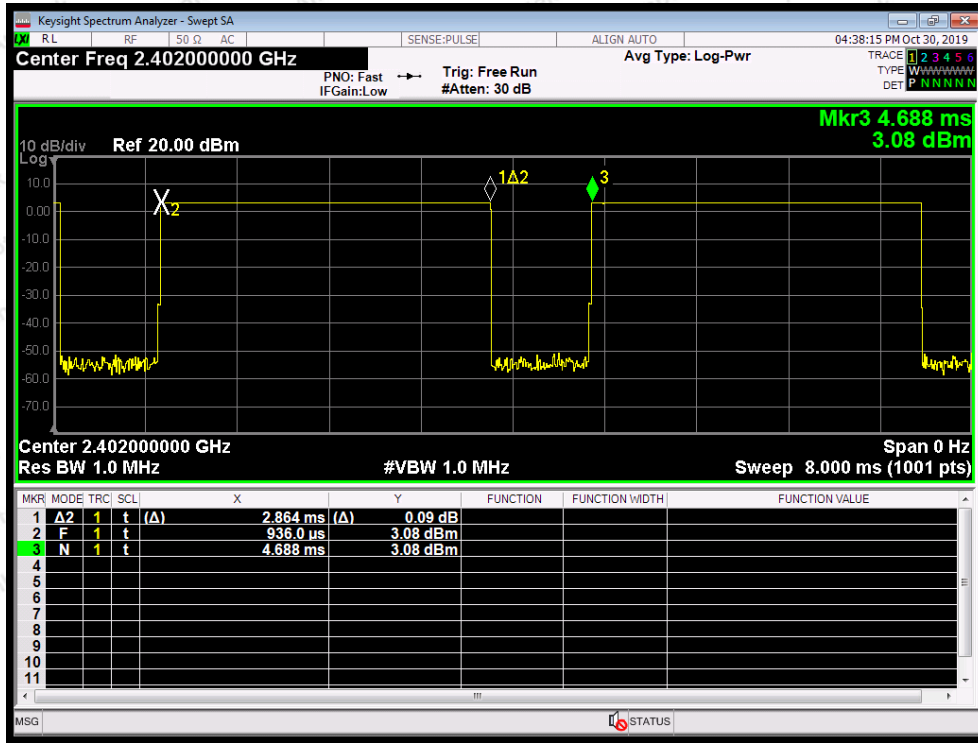 Keysight Spectrum Analyzer - Swept SA
LXI RL RF 50 Ω AC SENSE:PULSE ALIGN AUTO 04:38:15 PM Oct 30, 2019
Center Freq 2.402000000 GHz Avg Type: Log-Pwr TRACE 1 2 3 4 5 6
PNO: Fast Trig: Free Run TYPE WWWWWW
IFGain:Low #Atten: 30 dB DET P N N N N N
Mkr3 4.688 ms
10 dB/div Ref 20.00 dBm 3.08 dBm
Log
10.0 1Δ2 3
0.00 X2
-10.0
-20.0
-30.0
-40.0
-50.0
-60.0
-70.0
Center 2.402000000 GHz Span 0 Hz
Res BW 1.0 MHz #VBW 1.0 MHz Sweep 8.000 ms (1001 pts)
MKR MODE TRC SCL X Y FUNCTION FUNCTION WIDTH FUNCTION VALUE
1 Δ2 1 t (Δ) 2.864 ms (Δ) 0.09 dB
2 F 1 t 936.0 µs 3.08 dBm
3 N 1 t 4.688 ms 3.08 dBm
4
5
6
7
8
9
10
11
MSG STATUS